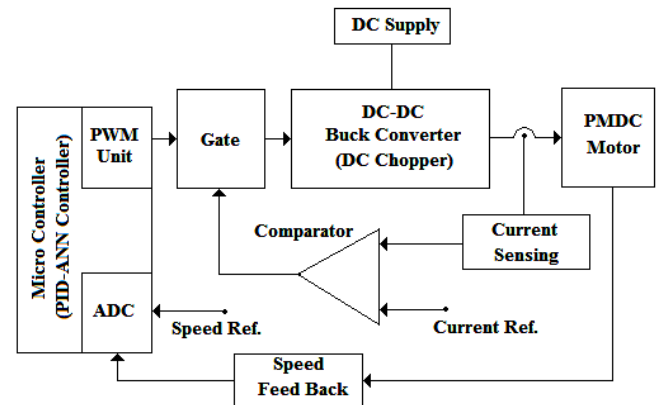 DC Supply
Micro Controller
(PID-ANN Controller)
PWM
Unit
Gate
DC-DC
Buck Converter
(DC Chopper)
PMDC
Motor
Comparator
Current
Sensing
ADC
Speed Ref.
Current Ref.
Speed
Feed Back